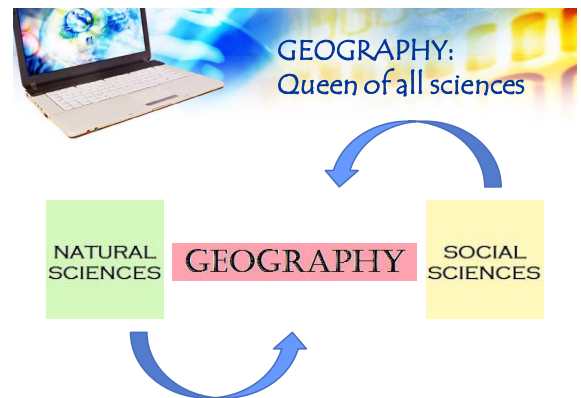 GEOGRAPHY:
Queen of all sciences
NATURAL
SCIENCES
GEOGRAPHY
SOCIAL
SCIENCES